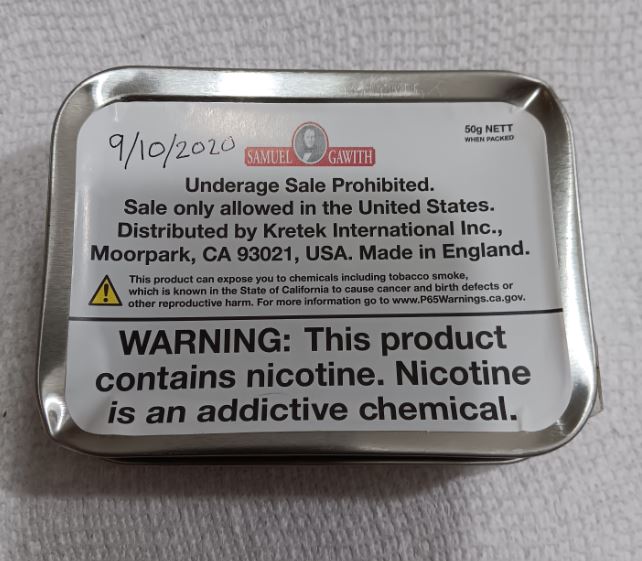 9/10/2020
SAMUEL GAWITH
50g NETT
WHEN PACKED
Underage Sale Prohibited.
Sale only allowed in the United States.
Distributed by Kretek International Inc.,
Moorpark, CA 93021, USA. Made in England.
This product can expose you to chemicals including tobacco smoke,
which is known in the State of California to cause cancer and birth defects or
other reproductive harm. For more information go to www.P65Warnings.ca.gov.
WARNING: This product
contains nicotine. Nicotine
is an addictive chemical.